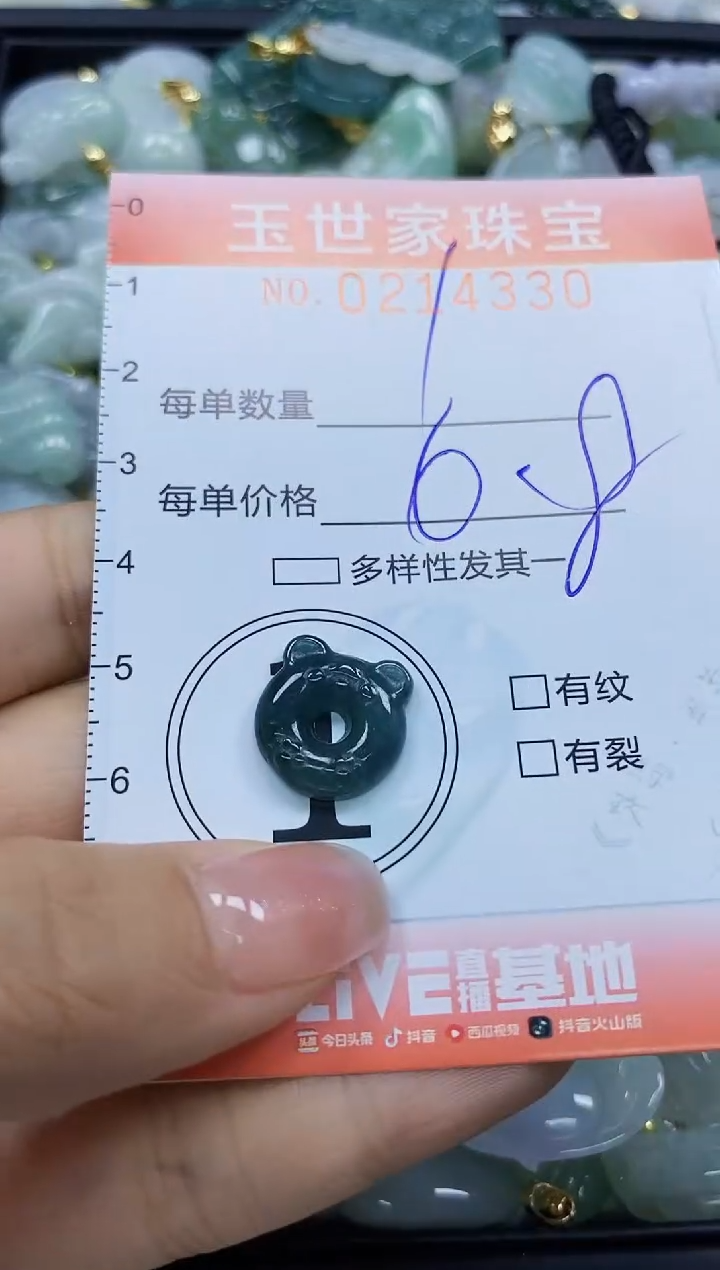 0
玉世家珠宝
1
NO. 0214330
2
每单数量 1
3
每单价格 68
4
多样性发其一
5
有纹
有裂
6
LIVE直播基地
头条 今日头条 抖音 西瓜视频 抖音火山版